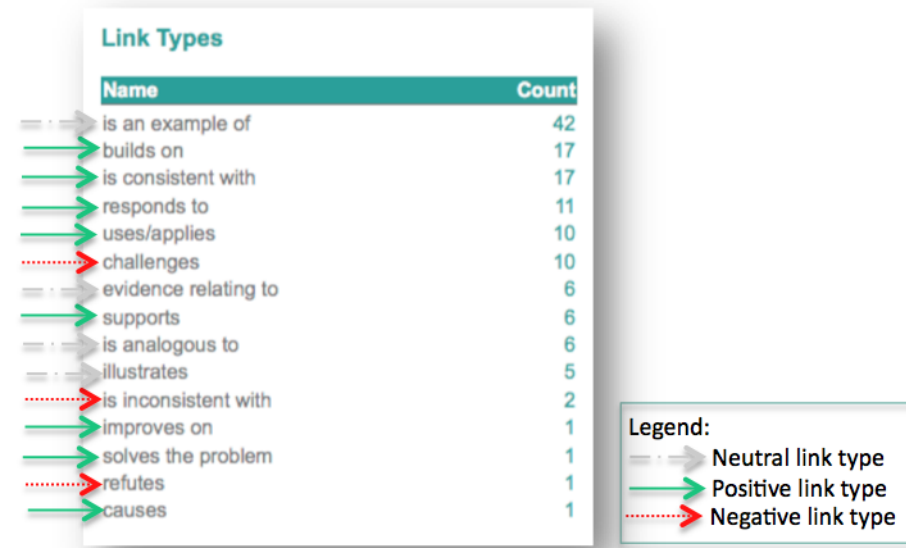 Link Types
Name Count
is an example of 42
builds on 17
is consistent with 17
responds to 11
uses/applies 10
challenges 10
evidence relating to 6
supports 6
is analogous to 6
illustrates 5
is inconsistent with 2
improves on 1
solves the problem 1
refutes 1
causes 1
Legend:
Neutral link type
Positive link type
Negative link type